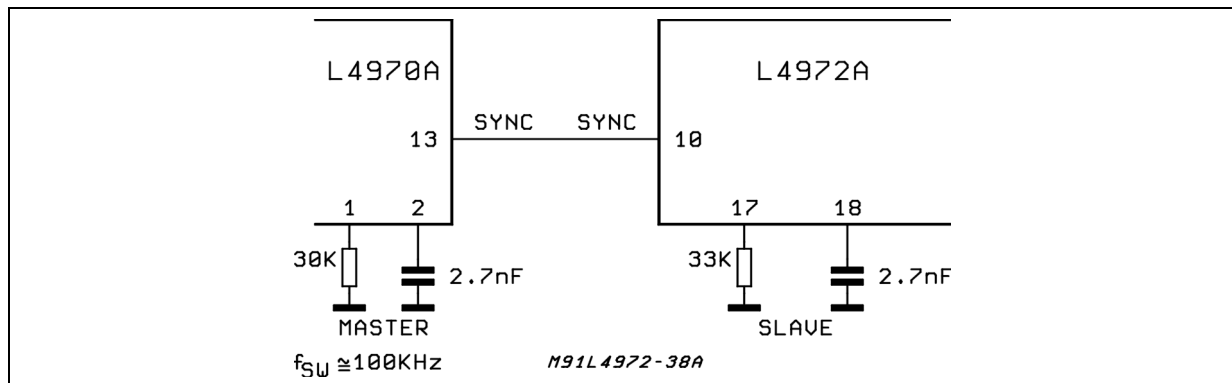 L4970A
L4972A
SYNC SYNC
13
10
1 2
17 18
30K
2.7nF
33K
2.7nF
MASTER
SLAVE
fSW ≅100KHz
M91L4972-38A